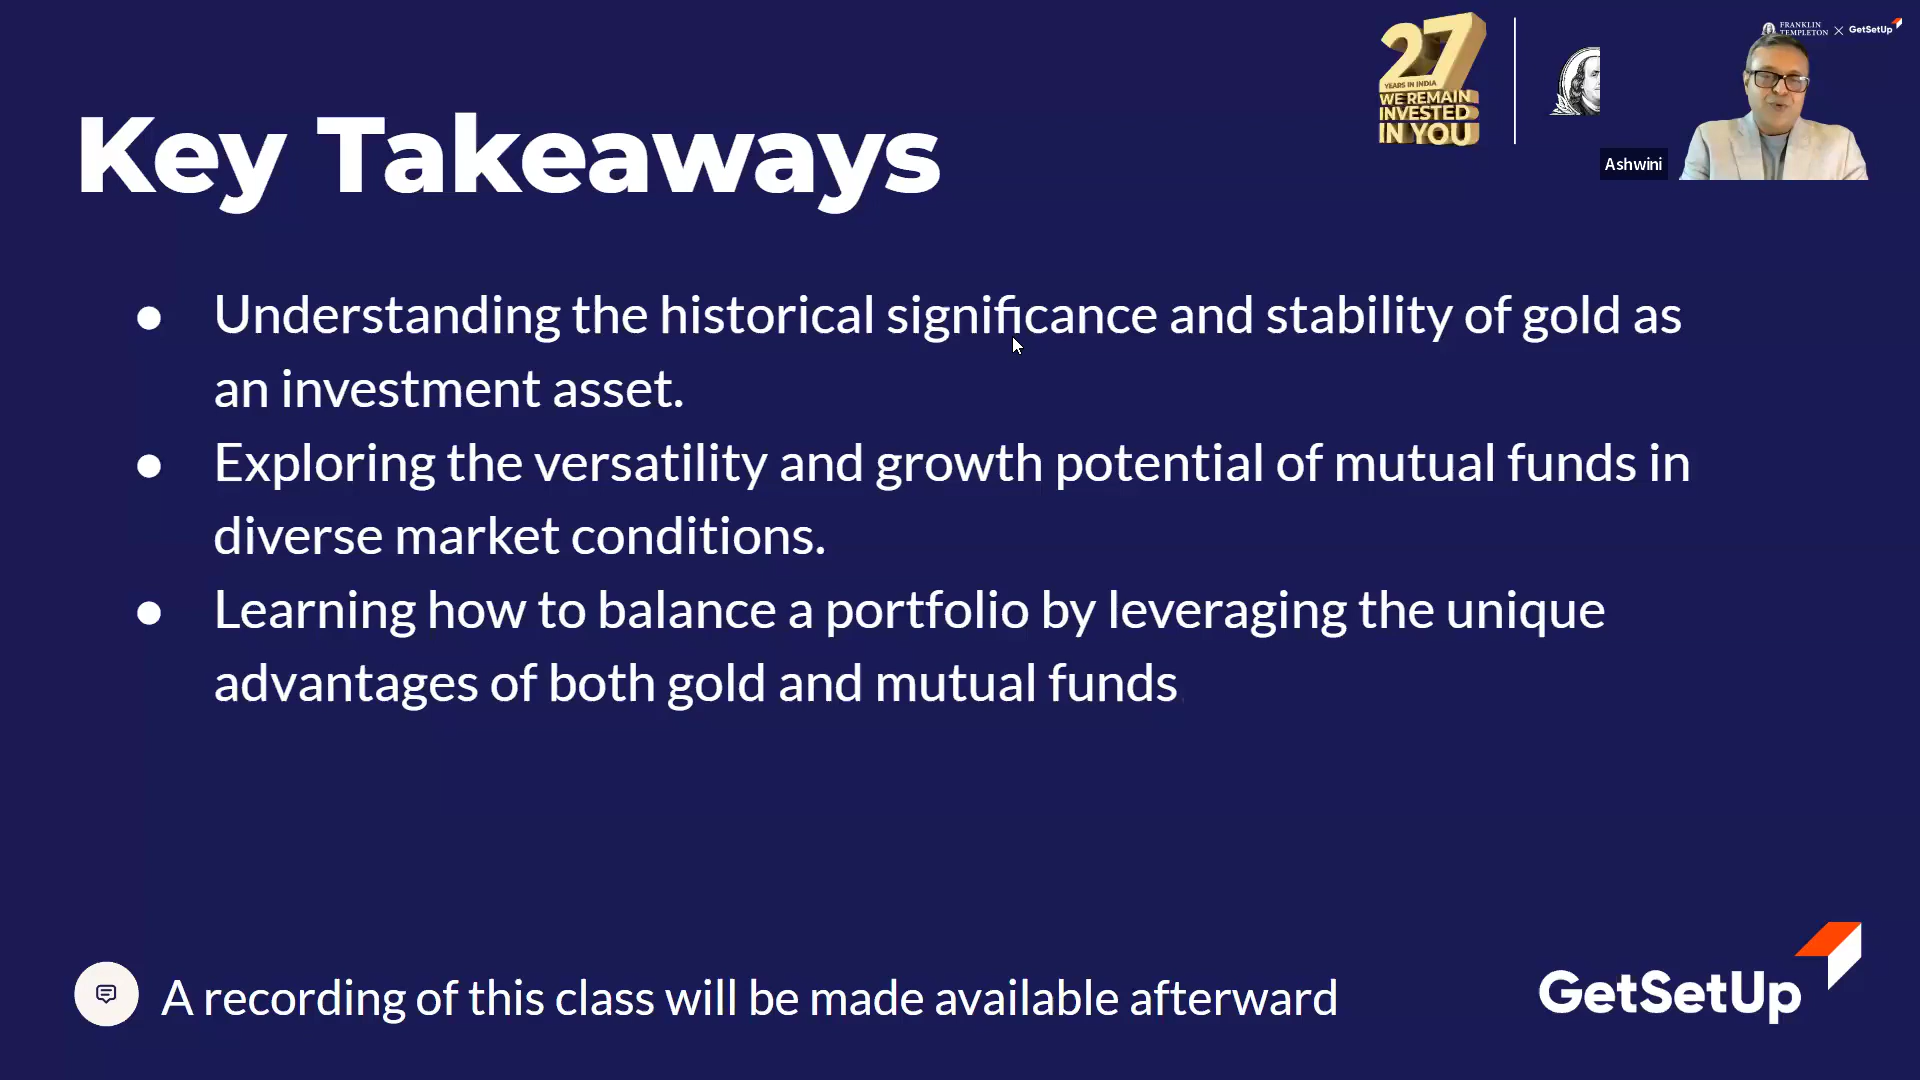 27
YEARS IN INDIA
WE REMAIN
INVESTED
IN YOU
FRANKLIN
TEMPLETON
GetSetUp
Ashwini
Key Takeaways
● Understanding the historical significance and stability of gold as
an investment asset.
● Exploring the versatility and growth potential of mutual funds in
diverse market conditions.
● Learning how to balance a portfolio by leveraging the unique
advantages of both gold and mutual funds
A recording of this class will be made available afterward
GetSetUp